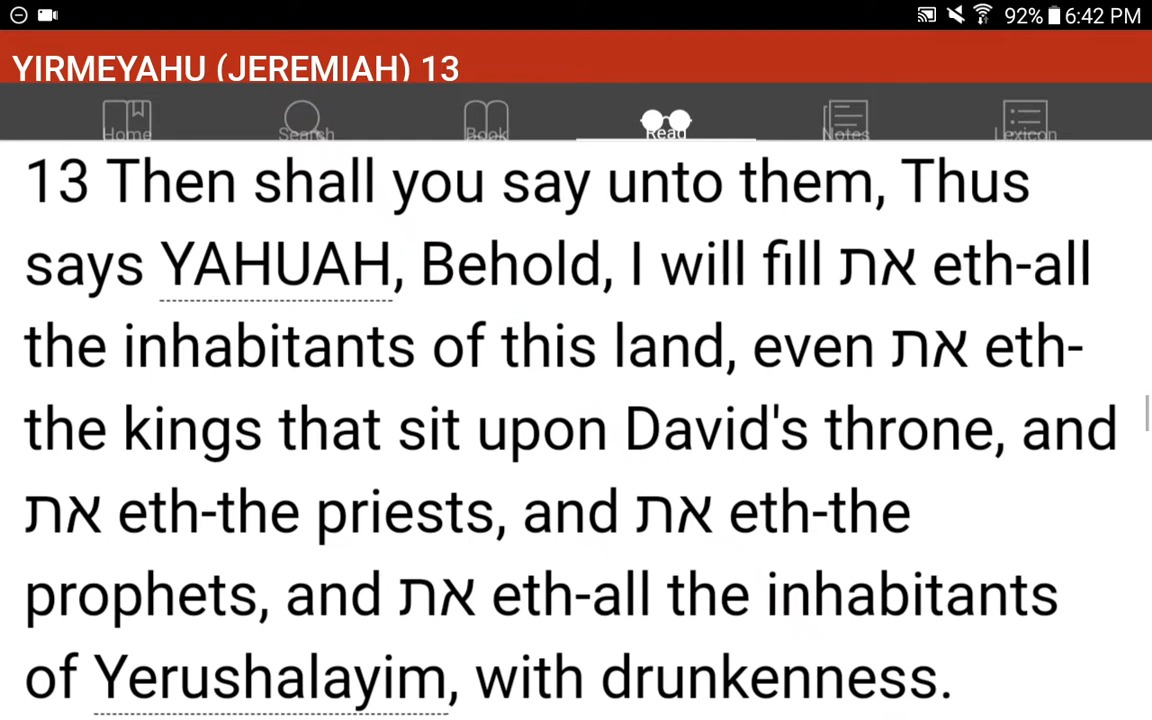 92% 6:42 PM
YIRMEYAHU (JEREMIAH) 13
Home Search Book Read Notes Lexicon
13 Then shall you say unto them, Thus
says YAHUAH, Behold, I will fill את eth-all
the inhabitants of this land, even את eth-
the kings that sit upon David's throne, and
את eth-the priests, and את eth-the
prophets, and את eth-all the inhabitants
of Yerushalayim, with drunkenness.